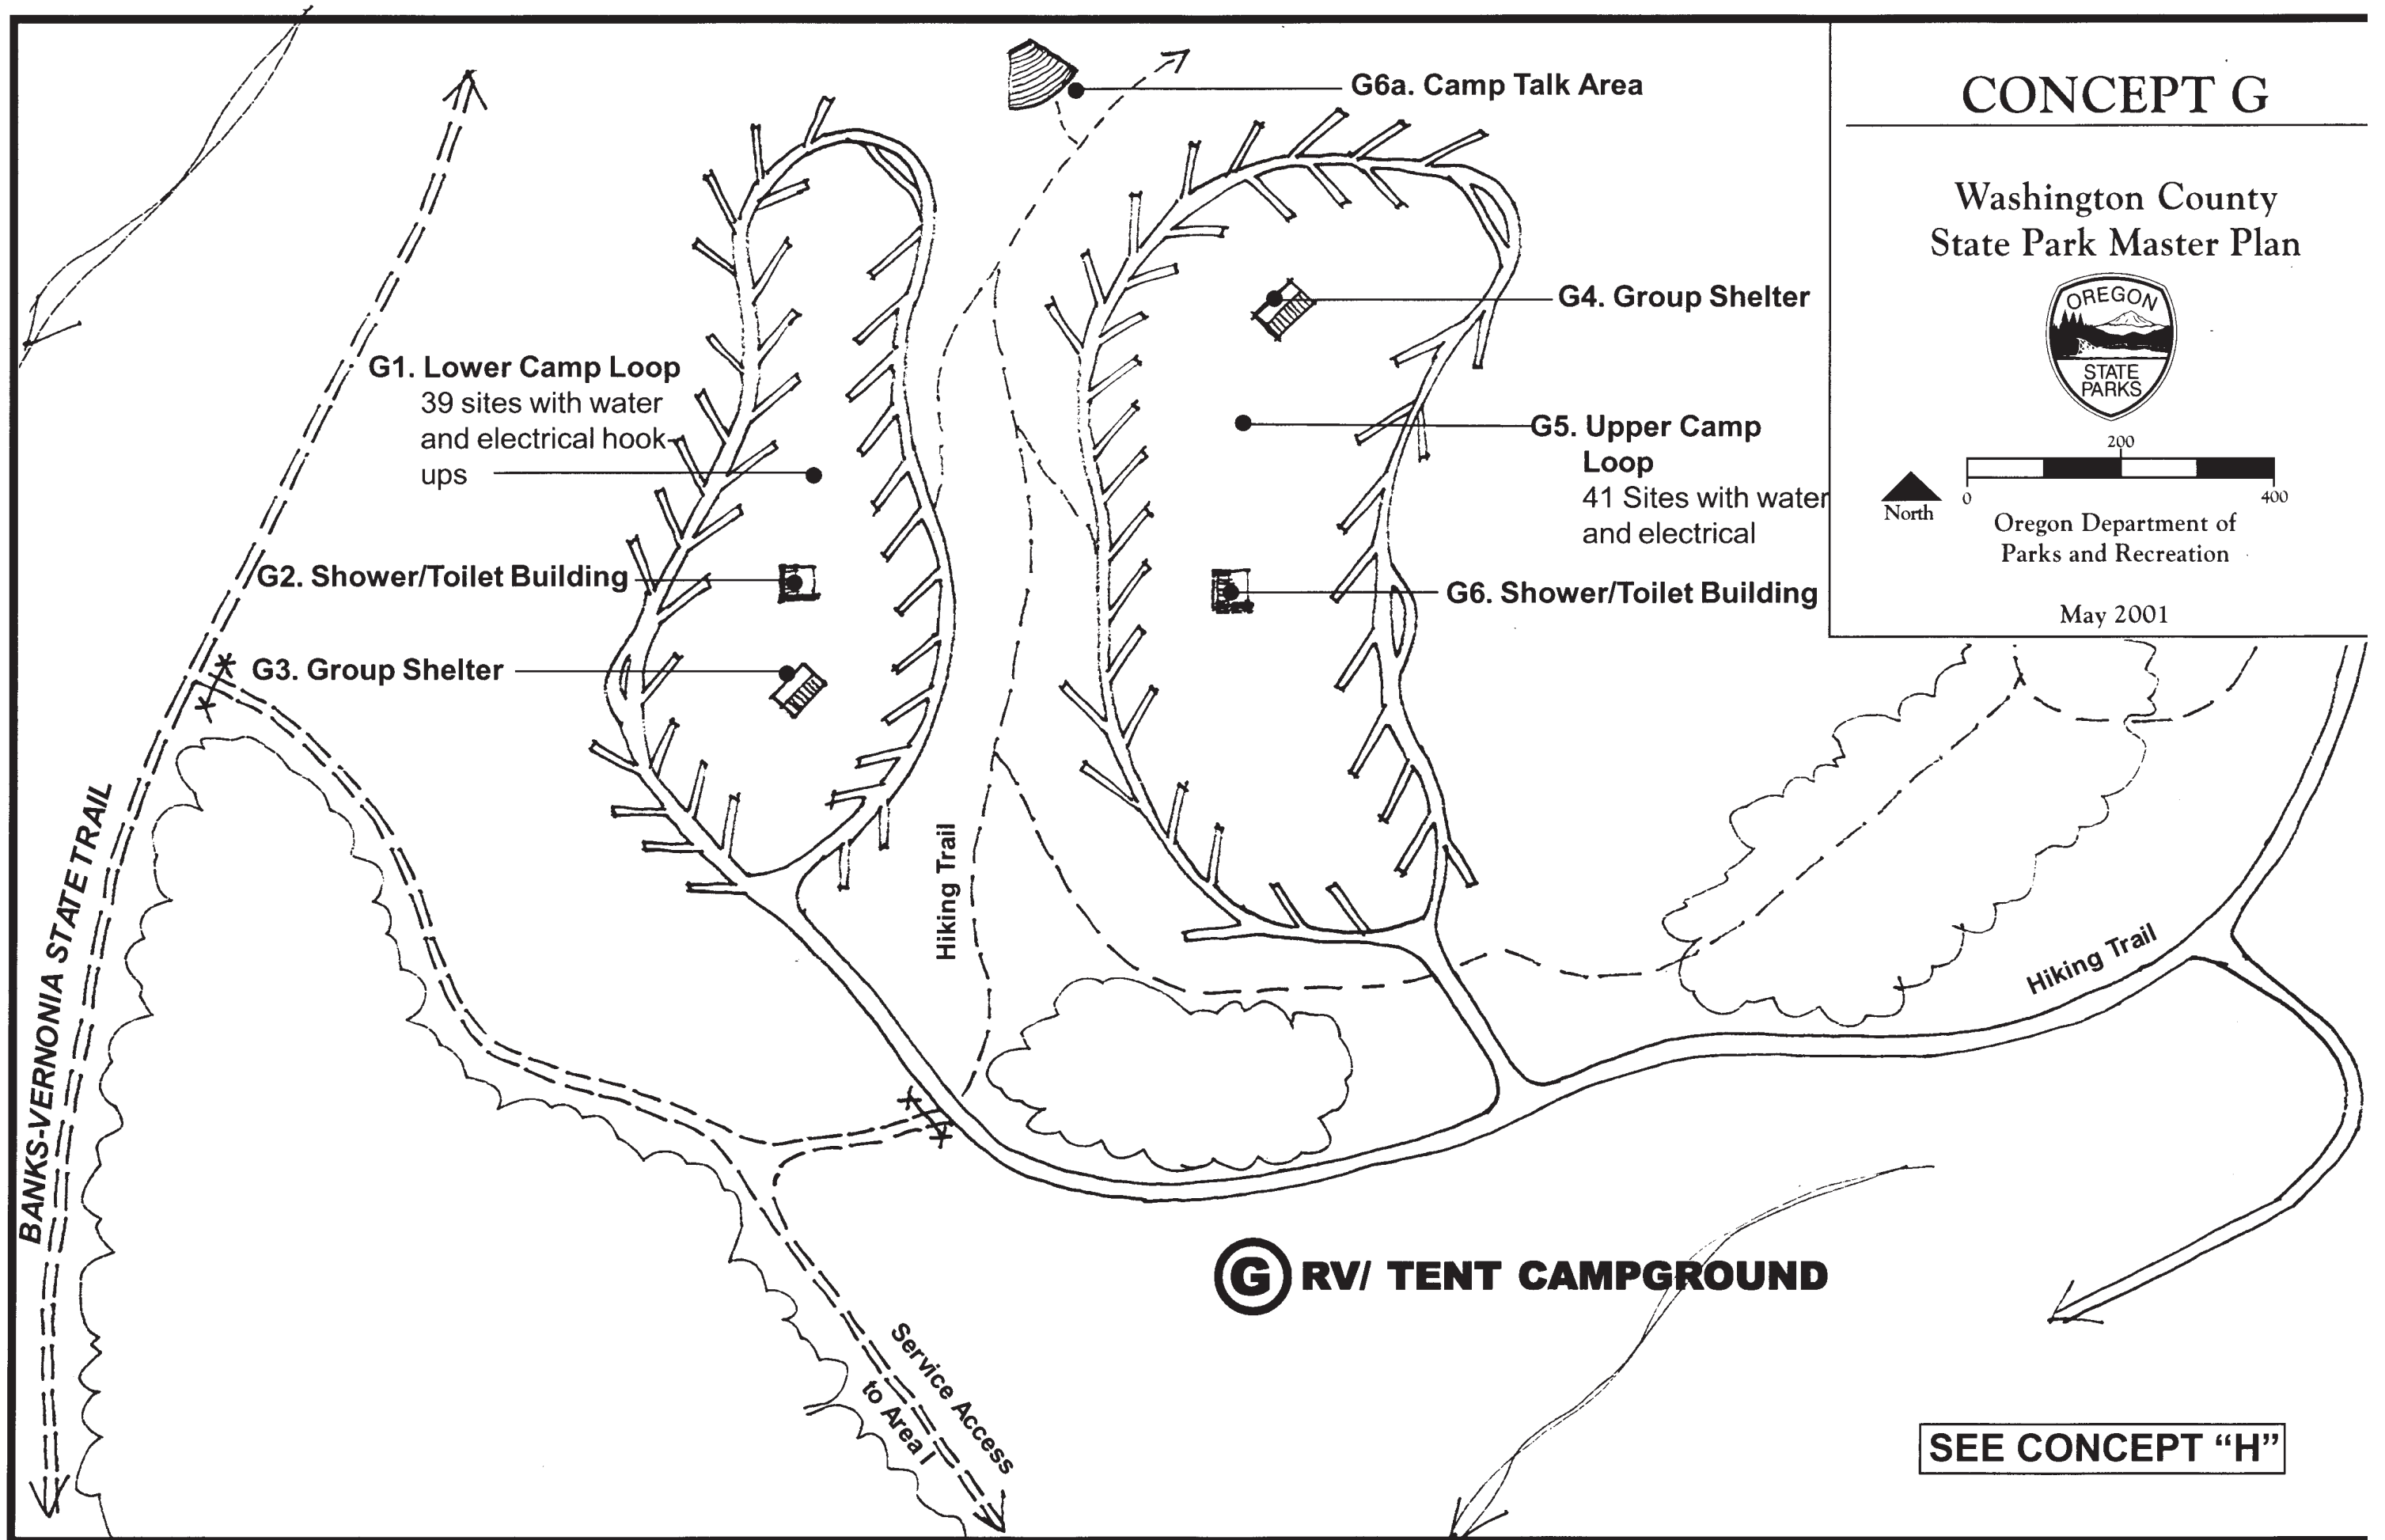 G6a. Camp Talk Area
CONCEPT G
Washington County
State Park Master Plan
OREGON
STATE
PARKS
200
0
400
North
Oregon Department of
Parks and Recreation
May 2001
G4. Group Shelter
G1. Lower Camp Loop
39 sites with water
and electrical hook-
ups
G5. Upper Camp
Loop
41 Sites with water
and electrical
G2. Shower/Toilet Building
G6. Shower/Toilet Building
G3. Group Shelter
BANKS-VERNONIA STATE TRAIL
Hiking Trail
Hiking Trail
G RV/ TENT CAMPGROUND
Service Access
to Area I
SEE CONCEPT “H”